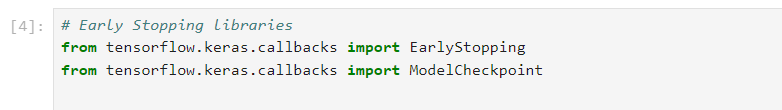 [4]: # Early Stopping libraries
from tensorflow.keras.callbacks import EarlyStopping
from tensorflow.keras.callbacks import ModelCheckpoint